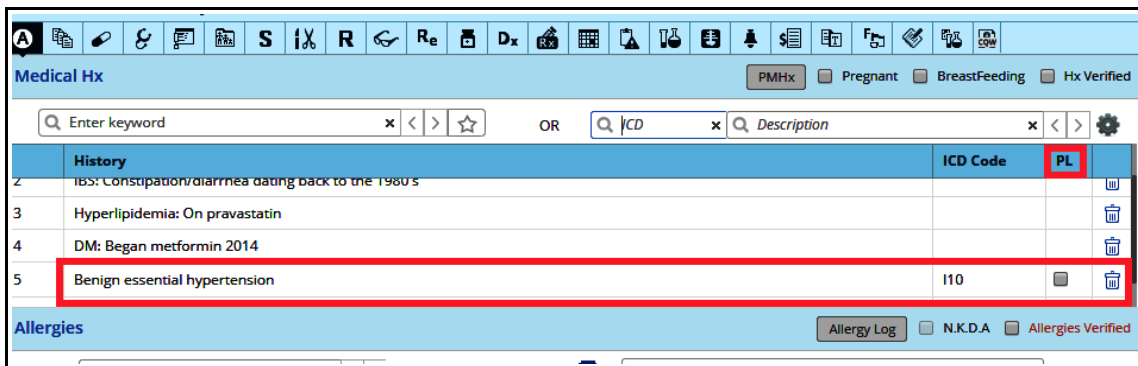 A S R Re Dx Rx $ T F COW
Medical Hx PMHx Pregnant BreastFeeding Hx Verified
Enter keyword x < > OR ICD x Description x < >
History ICD Code PL
2 IBS: Constipation/diarrhea dating back to the 1980's
3 Hyperlipidemia: On pravastatin
4 DM: Began metformin 2014
5 Benign essential hypertension I10
Allergies Allergy Log N.K.D.A Allergies Verified